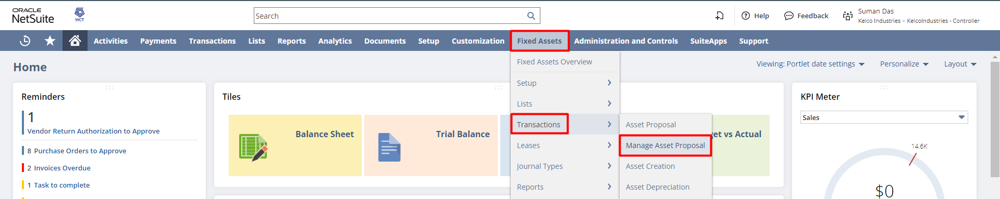 ORACLE
NetSuite
WCT
Search
Help
Feedback
Suman Das
Kelco Industries - KelcoIndustries - Controller
Activities
Payments
Transactions
Lists
Reports
Analytics
Documents
Setup
Customization
Fixed Assets
Administration and Controls
SuiteApps
Support
Home
Viewing: Portlet date settings
Personalize
Layout
Fixed Assets Overview
Setup
Lists
Transactions
Leases
Journal Types
Reports
Asset Proposal
Manage Asset Proposal
Asset Creation
Asset Depreciation
Reminders
1
Vendor Return Authorization to Approve
8 Purchase Orders to Approve
2 Invoices Overdue
1 Task to complete
Tiles
Balance Sheet
Trial Balance
vs Actual
KPI Meter
Sales
14.6K
$0